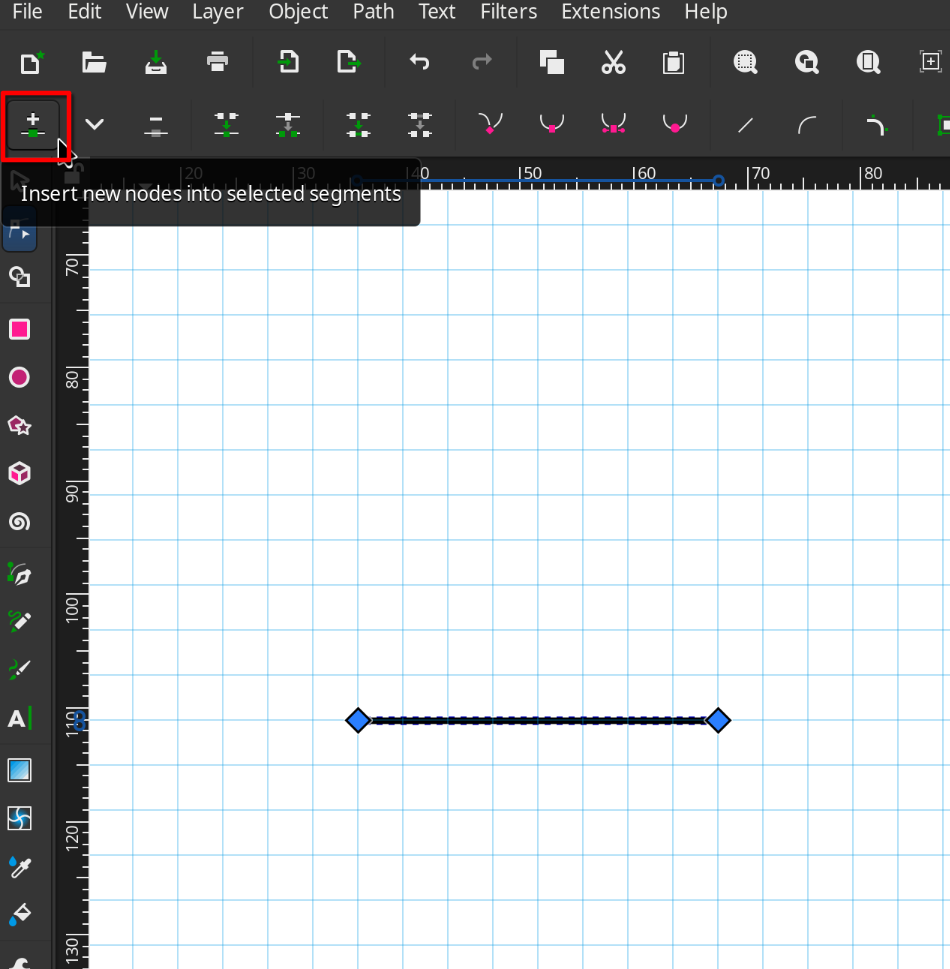 File Edit View Layer Object Path Text Filters Extensions Help
20 30 40 50 60 70 80
Insert new nodes into selected segments
70
80
90
100
110
120
130
A